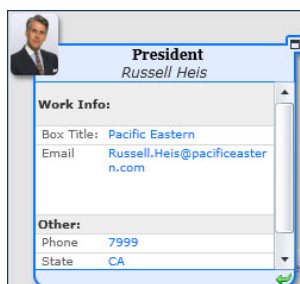 President
Russell Heis
Work Info:
Box Title: Pacific Eastern
Email Russell.Heis@pacificeaster
n.com
Other:
Phone 7999
State CA